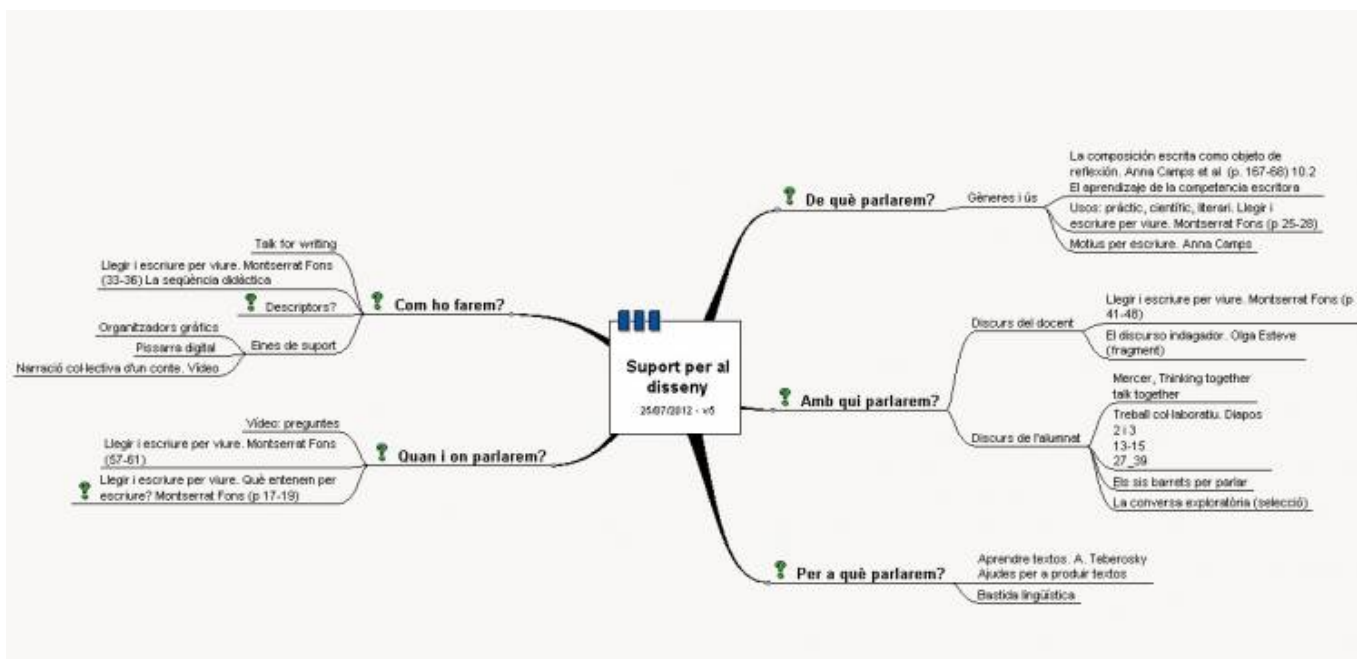 Suport per al
disseny
25/07/2012 - v5
De què parlarem?
Gèneres i ús
La composición escrita como objeto de
reflexión. Anna Camps et al (p. 167-68) 10.2
El aprendizaje de la competencia escritora
Usos: pràctic, científic, literari. Llegir i
escriure per viure. Montserrat Fons (p 25-28)
Motius per escriure. Anna Camps
Amb qui parlarem?
Discurs del docent
Llegir i escriure per viure. Montserrat Fons (p
41-48)
El discurso indagador. Olga Esteve
(fragment)
Discurs de l'alumnat
Mercer, Thinking together
talk together
Treball col·laboratiu. Diapos
2 i 3
13-15
27_39
Els sis barrets per parlar
La conversa exploratòria (selecció)
Per a què parlarem?
Aprendre textos. A. Teberosky
Ajudes per a produir textos
Bastida lingüística
Com ho farem?
Talk for writing
Llegir i escriure per viure. Montserrat Fons
(33-36) La seqüència didàctica
Descriptors?
Eines de suport
Organitzadors gràfics
Pissarra digital
Narració col·lectiva d'un conte. Vídeo
Quan i on parlarem?
Vídeo: preguntes
Llegir i escriure per viure. Montserrat Fons
(57-61)
Llegir i escriure per viure. Què entenem per
escriure? Montserrat Fons (p 17-19)